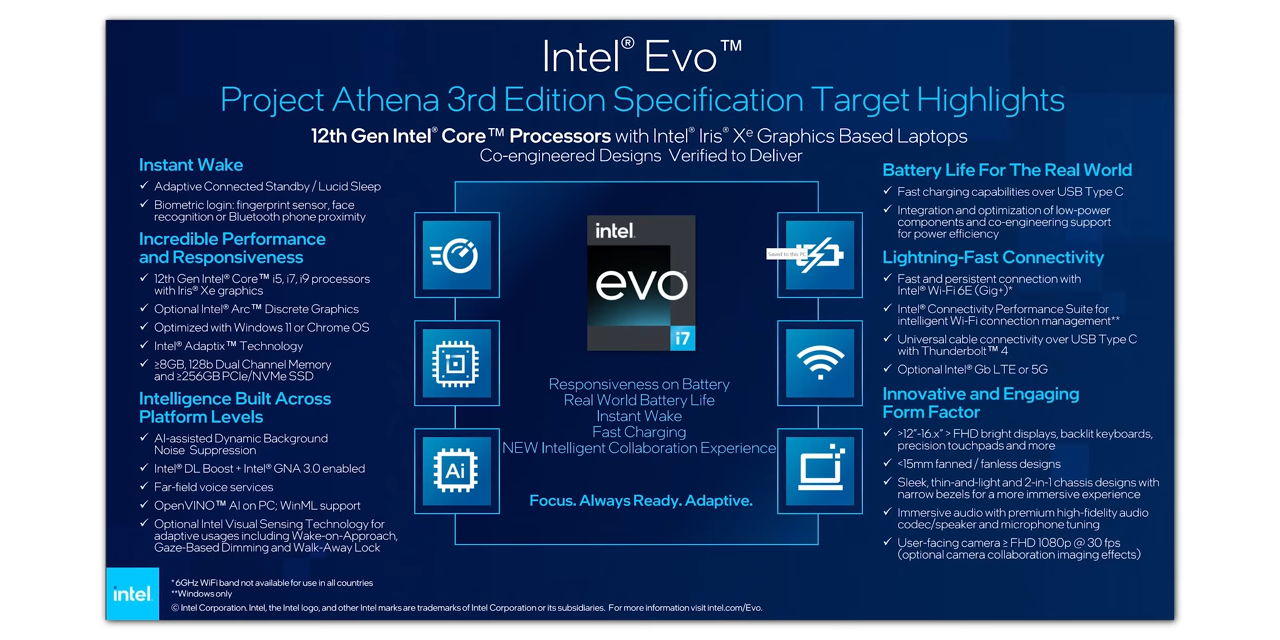 Intel® Evo™
Project Athena 3rd Edition Specification Target Highlights
12th Gen Intel® Core™ Processors with Intel® Iris® Xᵉ Graphics Based Laptops
Co-engineered Designs Verified to Deliver
Instant Wake
✓ Adaptive Connected Standby / Lucid Sleep
✓ Biometric login: fingerprint sensor, face
recognition or Bluetooth phone proximity
Incredible Performance
and Responsiveness
✓ 12th Gen Intel® Core™ i5, i7, i9 processors
with Iris® Xe graphics
✓ Optional Intel® Arc™ Discrete Graphics
✓ Optimized with Windows 11 or Chrome OS
✓ Intel® Adaptix™ Technology
✓ ≥8GB, 128b Dual Channel Memory
and ≥256GB PCIe/NVMe SSD
Intelligence Built Across
Platform Levels
✓ AI-assisted Dynamic Background
Noise Suppression
✓ Intel® DL Boost + Intel® GNA 3.0 enabled
✓ Far-field voice services
✓ OpenVINO™ AI on PC; WinML support
✓ Optional Intel Visual Sensing Technology for
adaptive usages including Wake-on-Approach,
Gaze-Based Dimming and Walk-Away Lock
Ai
intel.
evo
i7
Responsiveness on Battery
Real World Battery Life
Instant Wake
Fast Charging
NEW Intelligent Collaboration Experience
Focus. Always Ready. Adaptive.
Saved to this PC
Battery Life For The Real World
✓ Fast charging capabilities over USB Type C
✓ Integration and optimization of low-power
components and co-engineering support
for power efficiency
Lightning-Fast Connectivity
✓ Fast and persistent connection with
Intel® Wi-Fi 6E (Gig+)*
✓ Intel® Connectivity Performance Suite for
intelligent Wi-Fi connection management**
✓ Universal cable connectivity over USB Type C
with Thunderbolt™ 4
✓ Optional Intel® Gb LTE or 5G
Innovative and Engaging
Form Factor
✓ >12"-16.x" > FHD bright displays, backlit keyboards,
precision touchpads and more
✓ <15mm fanned / fanless designs
✓ Sleek, thin-and-light and 2-in-1 chassis designs with
narrow bezels for a more immersive experience
✓ Immersive audio with premium high-fidelity audio
codec/speaker and microphone tuning
✓ User-facing camera ≥ FHD 1080p @ 30 fps
(optional camera collaboration imaging effects)
intel.
* 6GHz WiFi band not available for use in all countries
**Windows only
© Intel Corporation. Intel, the Intel logo, and other Intel marks are trademarks of Intel Corporation or its subsidiaries. For more information visit intel.com/Evo.